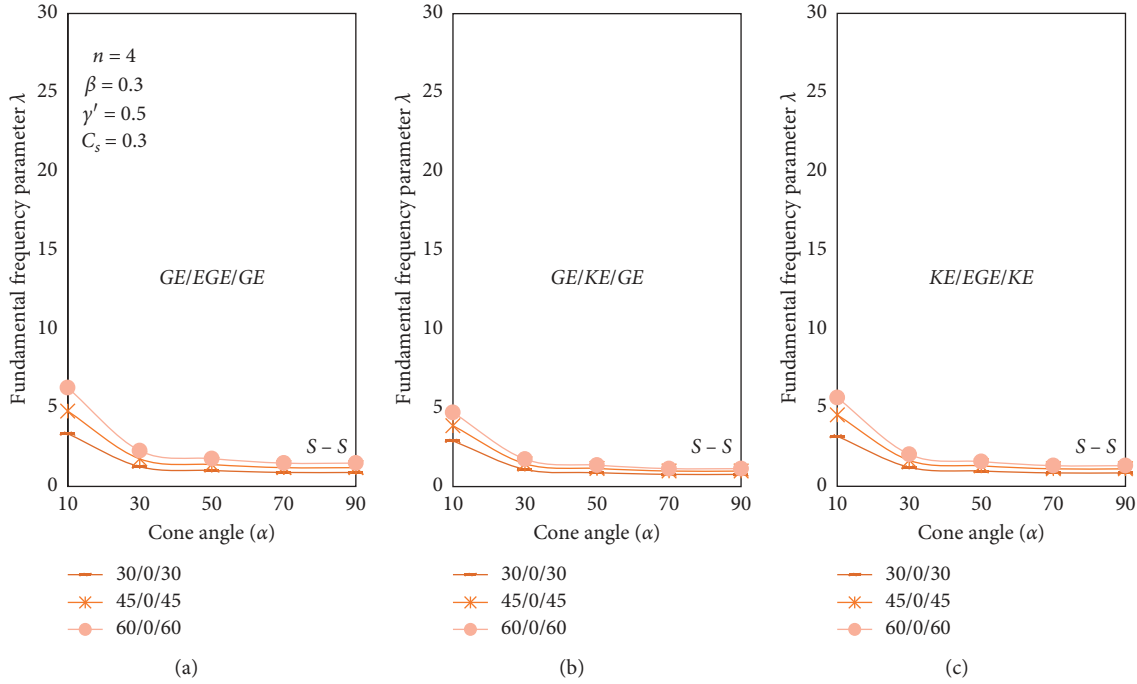 Fundamental frequency parameter λ
30
25
20
15
10
5
0
n = 4
β = 0.3
γ′ = 0.5
C_s = 0.3
GE/EGE/GE
S – S
10 30 50 70 90
Cone angle (α)
30/0/30
45/0/45
60/0/60
(a)
Fundamental frequency parameter λ
30
25
20
15
10
5
0
GE/KE/GE
S – S
10 30 50 70 90
Cone angle (α)
30/0/30
45/0/45
60/0/60
(b)
Fundamental frequency parameter λ
30
25
20
15
10
5
0
KE/EGE/KE
S – S
10 30 50 70 90
Cone angle (α)
30/0/30
45/0/45
60/0/60
(c)